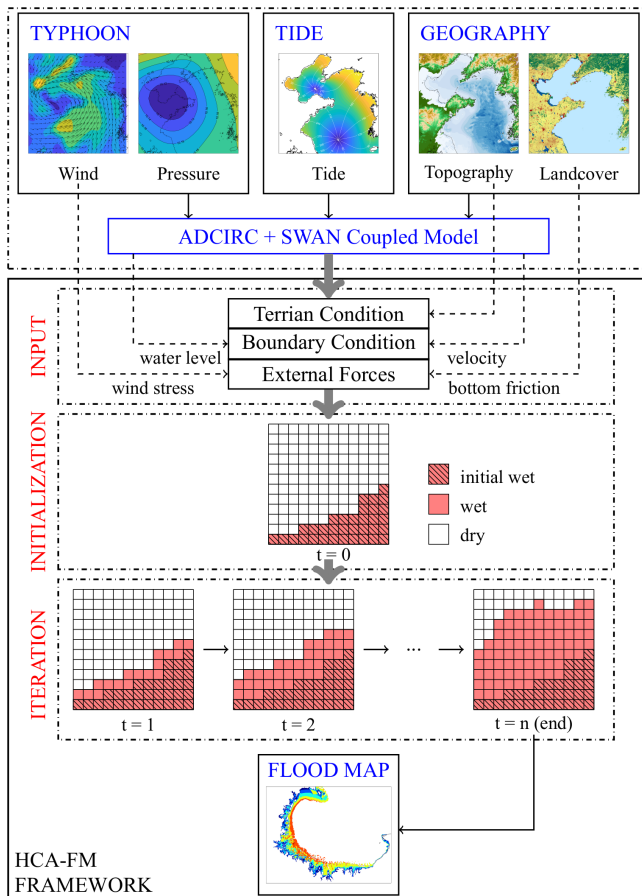 TYPHOON
TIDE
GEOGRAPHY
Wind
Pressure
Tide
Topography
Landcover
ADCIRC + SWAN Coupled Model
INPUT
Terrian Condition
Boundary Condition
External Forces
water level
velocity
wind stress
bottom friction
INITIALIZATION
initial wet
wet
dry
t = 0
ITERATION
...
t = 1
t = 2
t = n (end)
FLOOD MAP
HCA-FM
FRAMEWORK